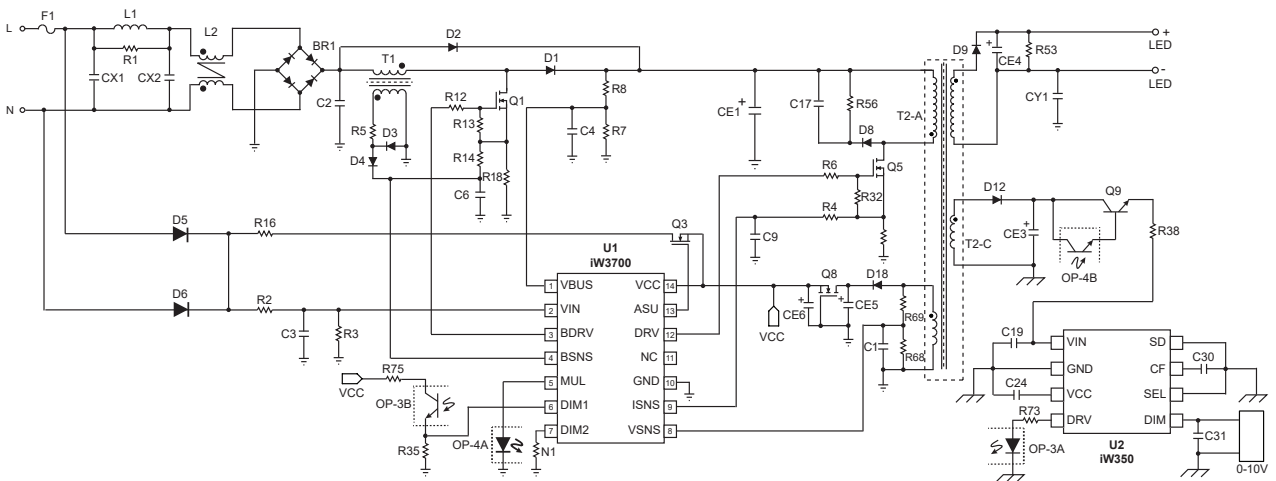 F1
L1
L2
L
R1
CX1
CX2
N
BR1
D2
T1
D1
C2
R5
D3
D4
R12
R13
R14
R18
C6
Q1
R8
C4
R7
CE1
+
C17
R56
D8
T2-A
D9
+
CE4
R53
CY1
+
LED
-
LED
R6
Q5
R32
R4
C9
D12
Q9
+
CE3
T2-C
OP-4B
R38
D5
R16
Q3
D6
R2
C3
R3
U1
iW3700
1 VBUS VCC 14
2 VIN ASU 13
3 BDRV DRV 12
4 BSNS NC 11
5 MUL GND 10
6 DIM1 ISNS 9
7 DIM2 VSNS 8
Q8
D18
+
CE6
+
CE5
VCC
R69
C1
R68
R75
VCC
OP-3B
R35
OP-4A
N1
C19
C24
VIN SD
GND CF
VCC SEL
DRV DIM
U2
iW350
C30
R73
OP-3A
C31
0-10V